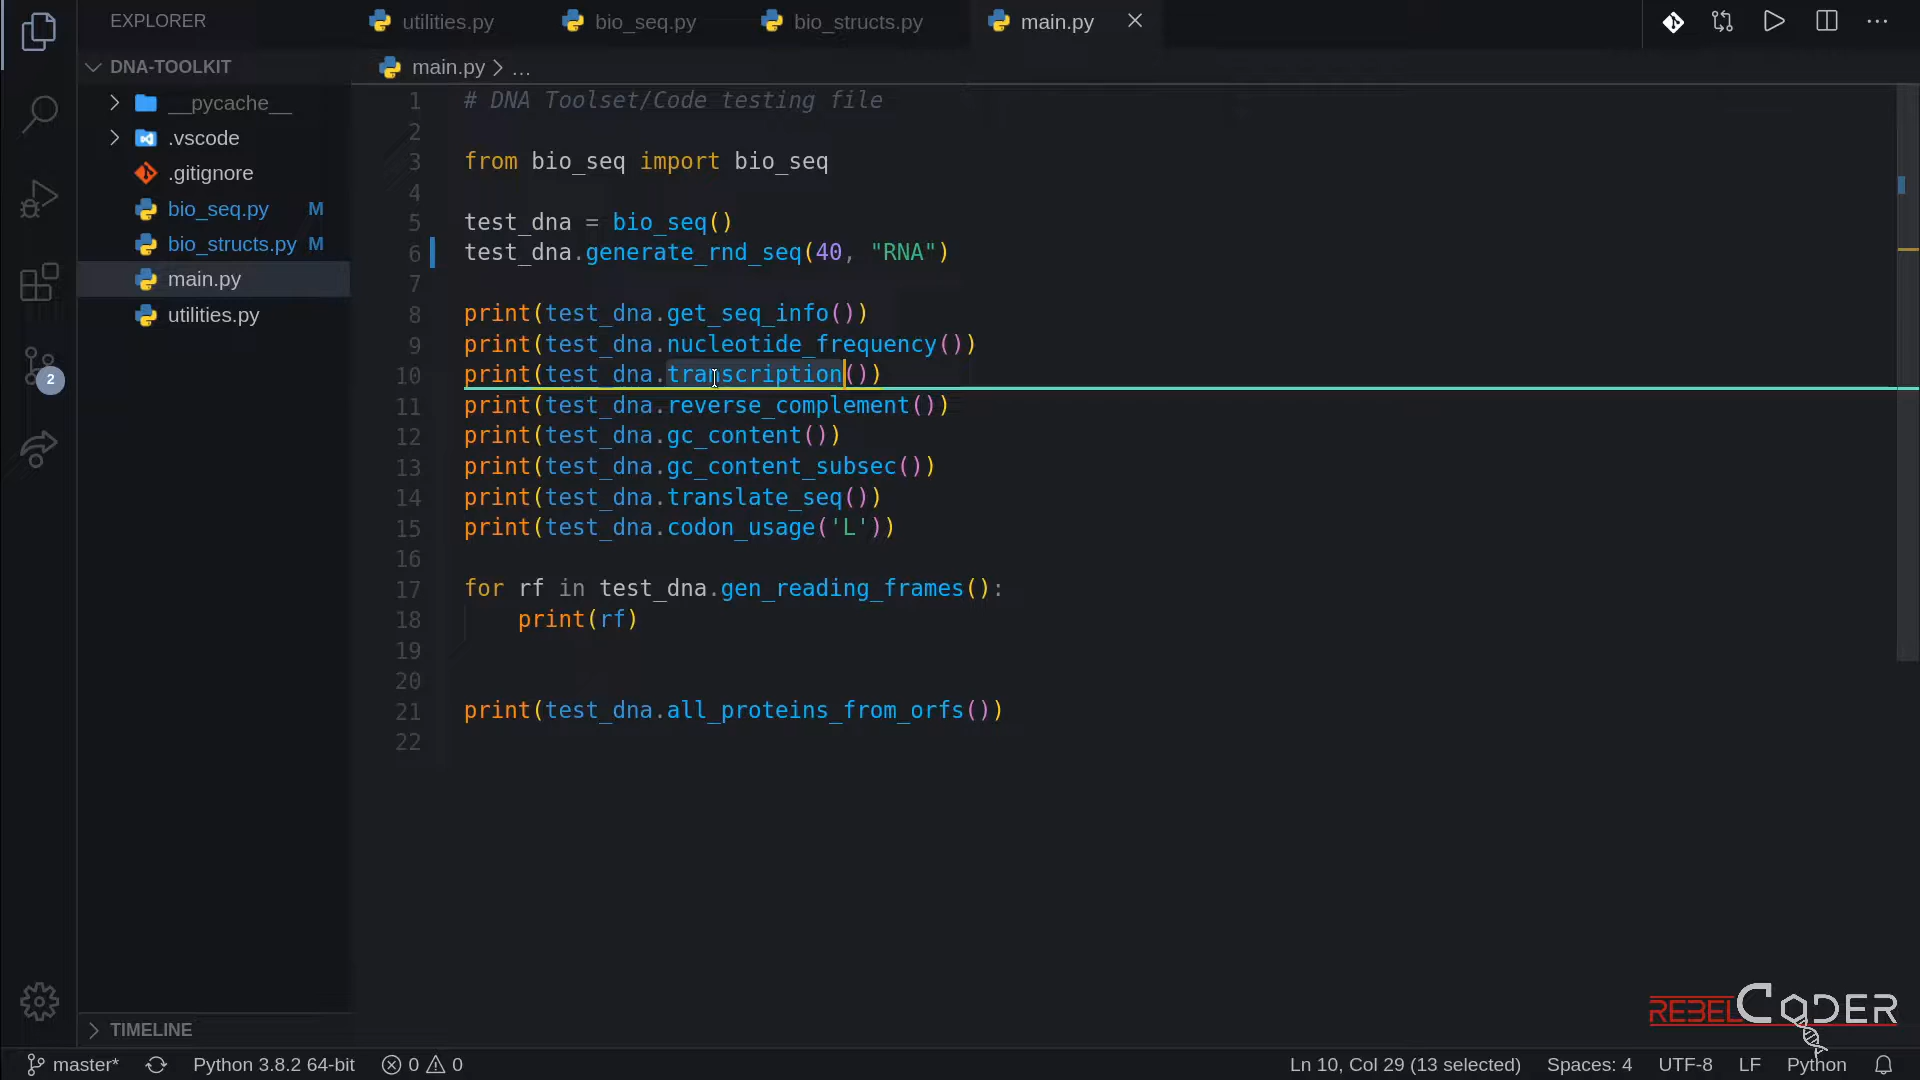 EXPLORER
utilities.py
bio_seq.py
bio_structs.py
main.py
DNA-TOOLKIT
main.py > ...
__pycache__
.vscode
.gitignore
bio_seq.py M
bio_structs.py M
main.py
utilities.py
2
1 # DNA Toolset/Code testing file
2
3 from bio_seq import bio_seq
4
5 test_dna = bio_seq()
6 test_dna.generate_rnd_seq(40, "RNA")
7
8 print(test_dna.get_seq_info())
9 print(test_dna.nucleotide_frequency())
10 print(test_dna.transcription())
11 print(test_dna.reverse_complement())
12 print(test_dna.gc_content())
13 print(test_dna.gc_content_subsec())
14 print(test_dna.translate_seq())
15 print(test_dna.codon_usage('L'))
16
17 for rf in test_dna.gen_reading_frames():
18     print(rf)
19
20
21 print(test_dna.all_proteins_from_orfs())
22
REBELCODER
TIMELINE
master* Python 3.8.2 64-bit 0 0 Ln 10, Col 29 (13 selected) Spaces: 4 UTF-8 LF Python